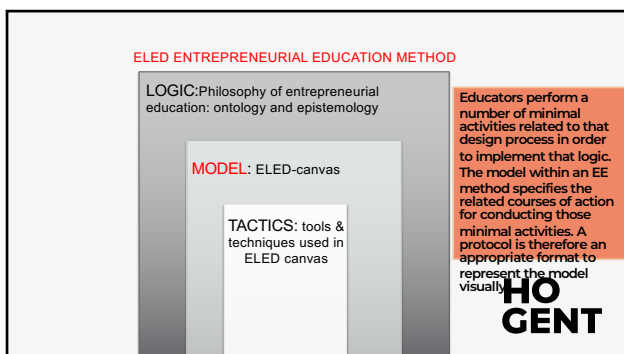 ELED ENTREPRENEURIAL EDUCATION METHOD
LOGIC:Philosophy of entrepreneurial
education: ontology and epistemology
MODEL: ELED-canvas
TACTICS: tools &
techniques used in
ELED canvas
Educators perform a
number of minimal
activities related to that
design process in order
to implement that logic.
The model within an EE
method specifies the
related courses of action
for conducting those
minimal activities. A
protocol is therefore an
appropriate format to
represent the model
visually
HO
GENT